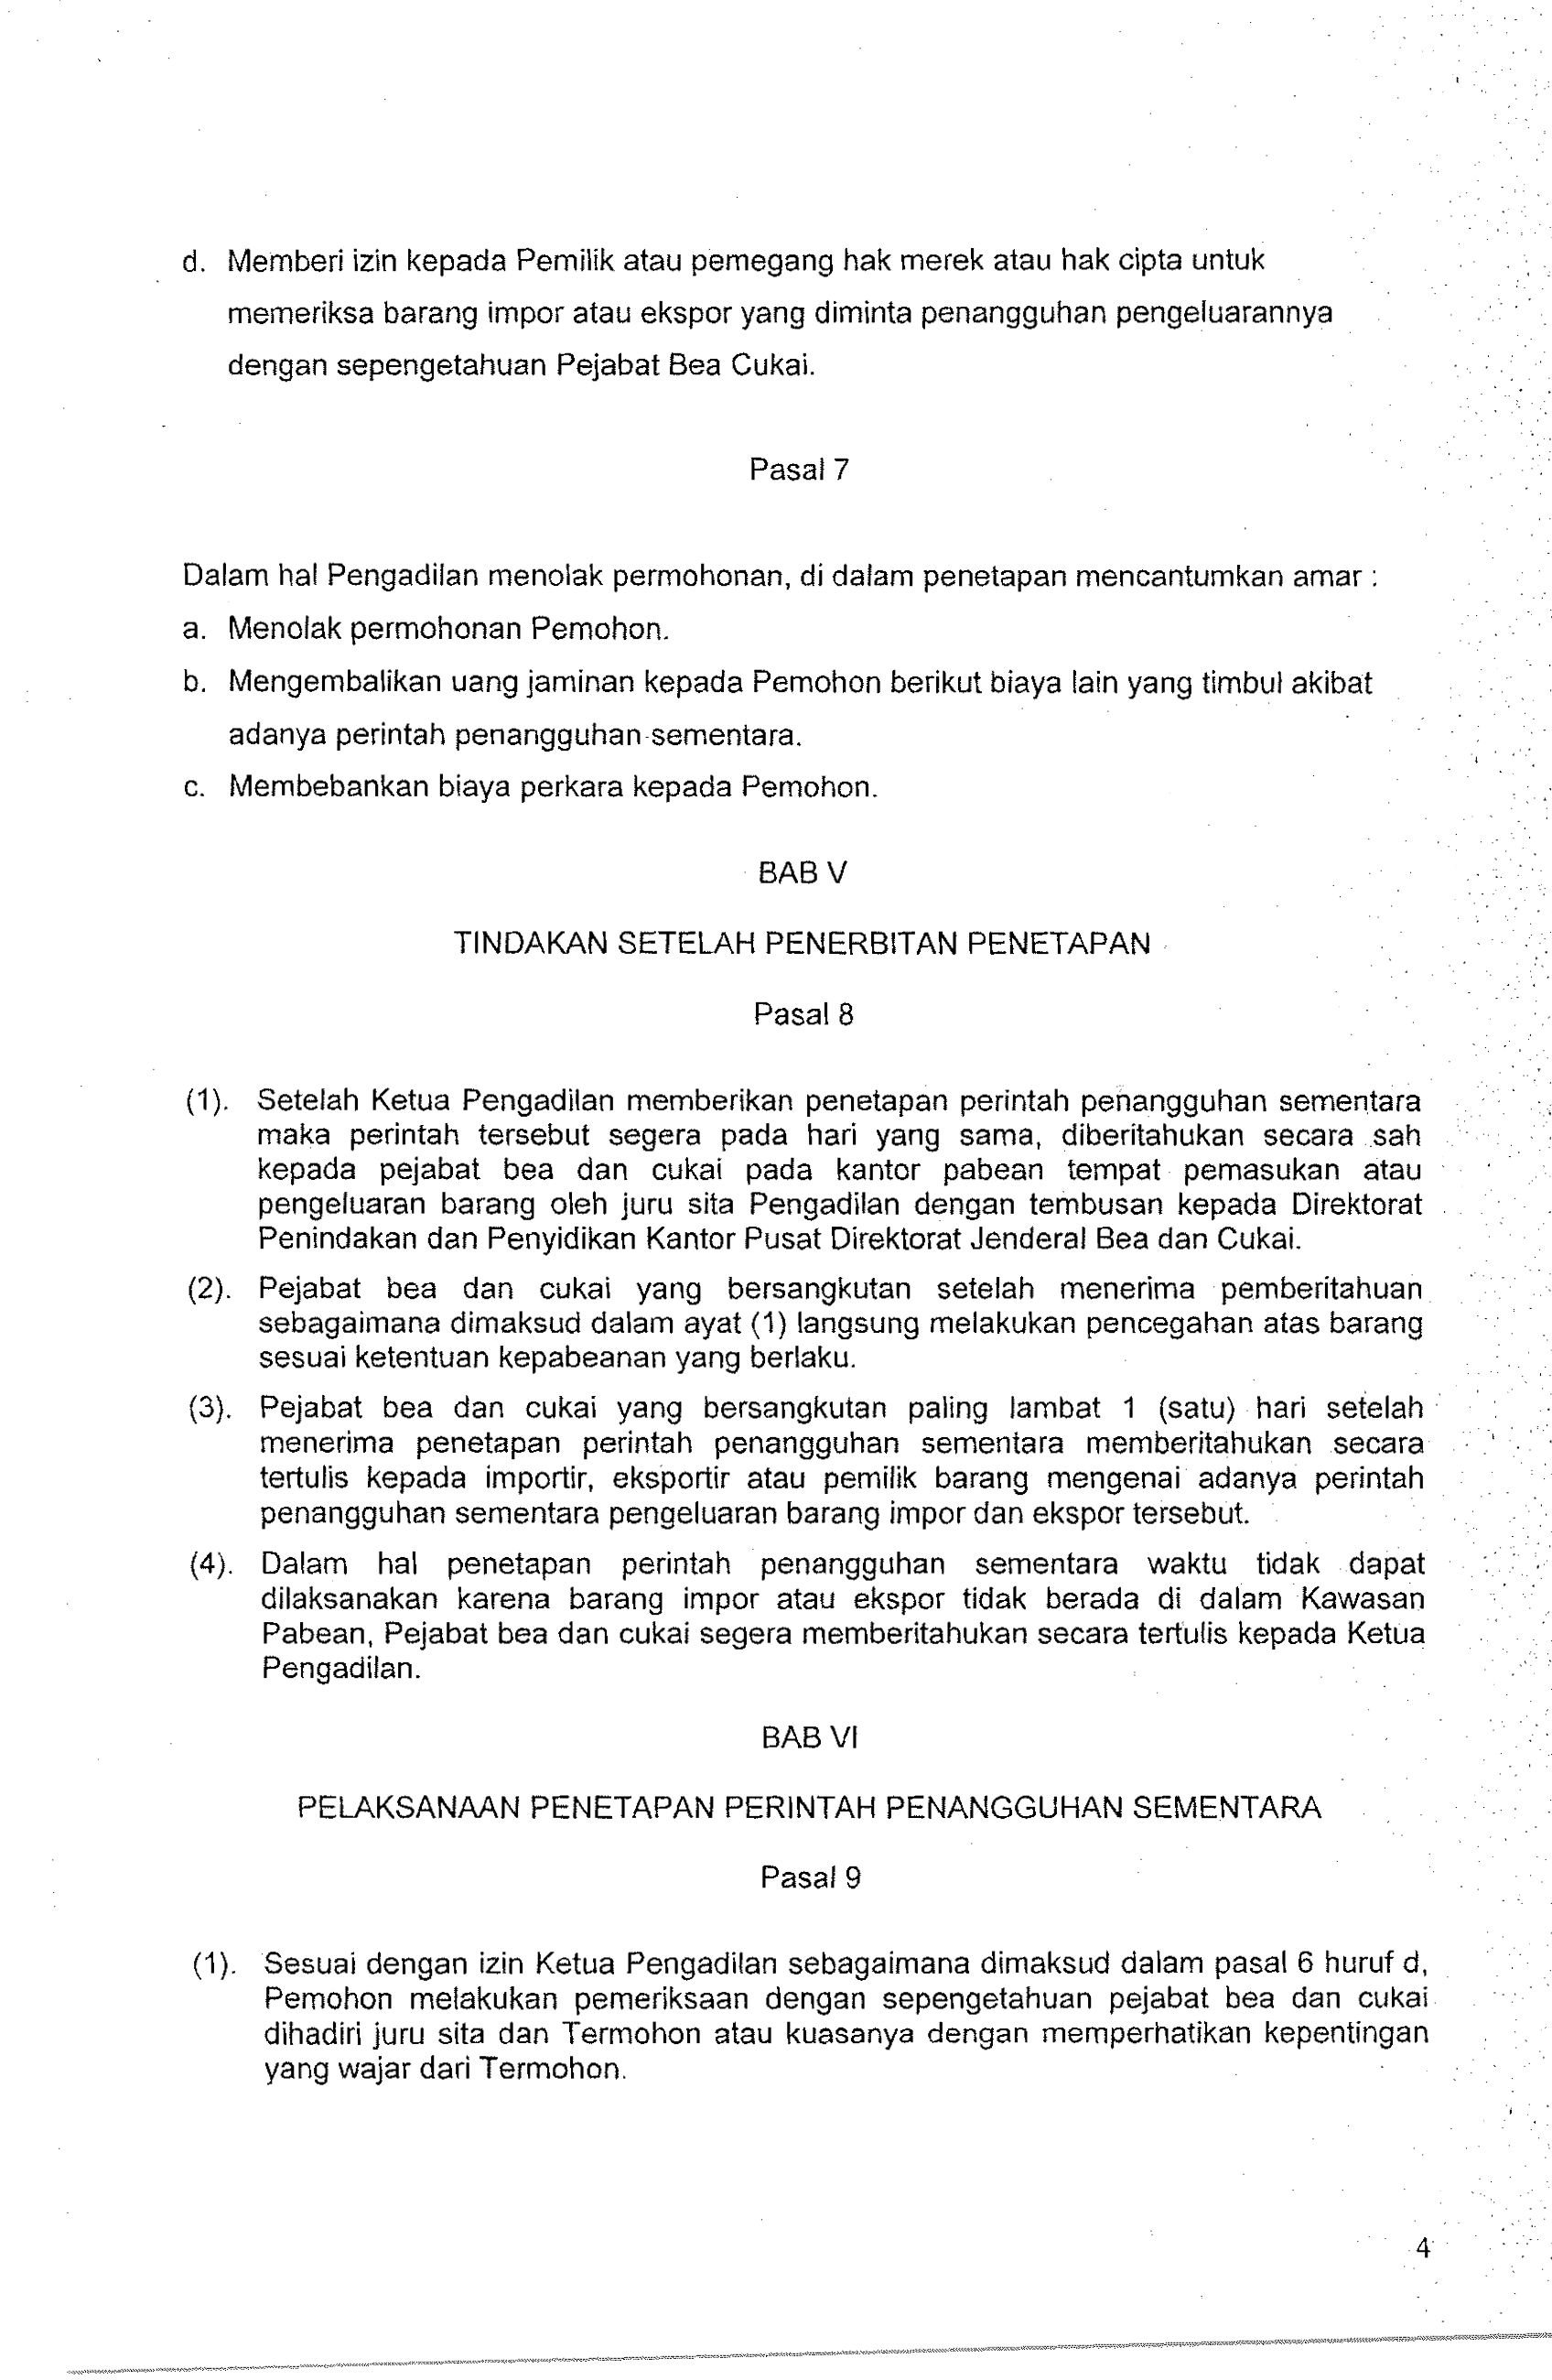 d. Memberi izin kepada Pemilik atau pemegang hak merek atau hak cipta untuk
memeriksa barang impor atau ekspor yang diminta penangguhan pengeluarannya
dengan sepengetahuan Pejabat Bea Cukai.
Pasal 7
Dalam hal Pengadilan menolak permohonan, di dalam penetapan mencantumkan amar :
a. Menolak permohonan Pemohon.
b. Mengembalikan uang jaminan kepada Pemohon berikut biaya lain yang timbul akibat
adanya perintah penangguhan sementara.
c. Membebankan biaya perkara kepada Pemohon.
BAB V
TINDAKAN SETELAH PENERBITAN PENETAPAN
Pasal 8
(1). Setelah Ketua Pengadilan memberikan penetapan perintah penangguhan sementara
maka perintah tersebut segera pada hari yang sama, diberitahukan secara sah
kepada pejabat bea dan cukai pada kantor pabean tempat pemasukan atau
pengeluaran barang oleh juru sita Pengadilan dengan tembusan kepada Direktorat
Penindakan dan Penyidikan Kantor Pusat Direktorat Jenderal Bea dan Cukai.
(2). Pejabat bea dan cukai yang bersangkutan setelah menerima pemberitahuan
sebagaimana dimaksud dalam ayat (1) langsung melakukan pencegahan atas barang
sesuai ketentuan kepabeanan yang berlaku.
(3). Pejabat bea dan cukai yang bersangkutan paling lambat 1 (satu) hari setelah
menerima penetapan perintah penangguhan sementara memberitahukan secara
tertulis kepada importir, eksportir atau pemilik barang mengenai adanya perintah
penangguhan sementara pengeluaran barang impor dan ekspor tersebut.
(4). Dalam hal penetapan perintah penangguhan sementara waktu tidak dapat
dilaksanakan karena barang impor atau ekspor tidak berada di dalam Kawasan
Pabean, Pejabat bea dan cukai segera memberitahukan secara tertulis kepada Ketua
Pengadilan.
BAB VI
PELAKSANAAN PENETAPAN PERINTAH PENANGGUHAN SEMENTARA
Pasal 9
(1). Sesuai dengan izin Ketua Pengadilan sebagaimana dimaksud dalam pasal 6 huruf d,
Pemohon melakukan pemeriksaan dengan sepengetahuan pejabat bea dan cukai
dihadiri juru sita dan Termohon atau kuasanya dengan memperhatikan kepentingan
yang wajar dari Termohon.
4